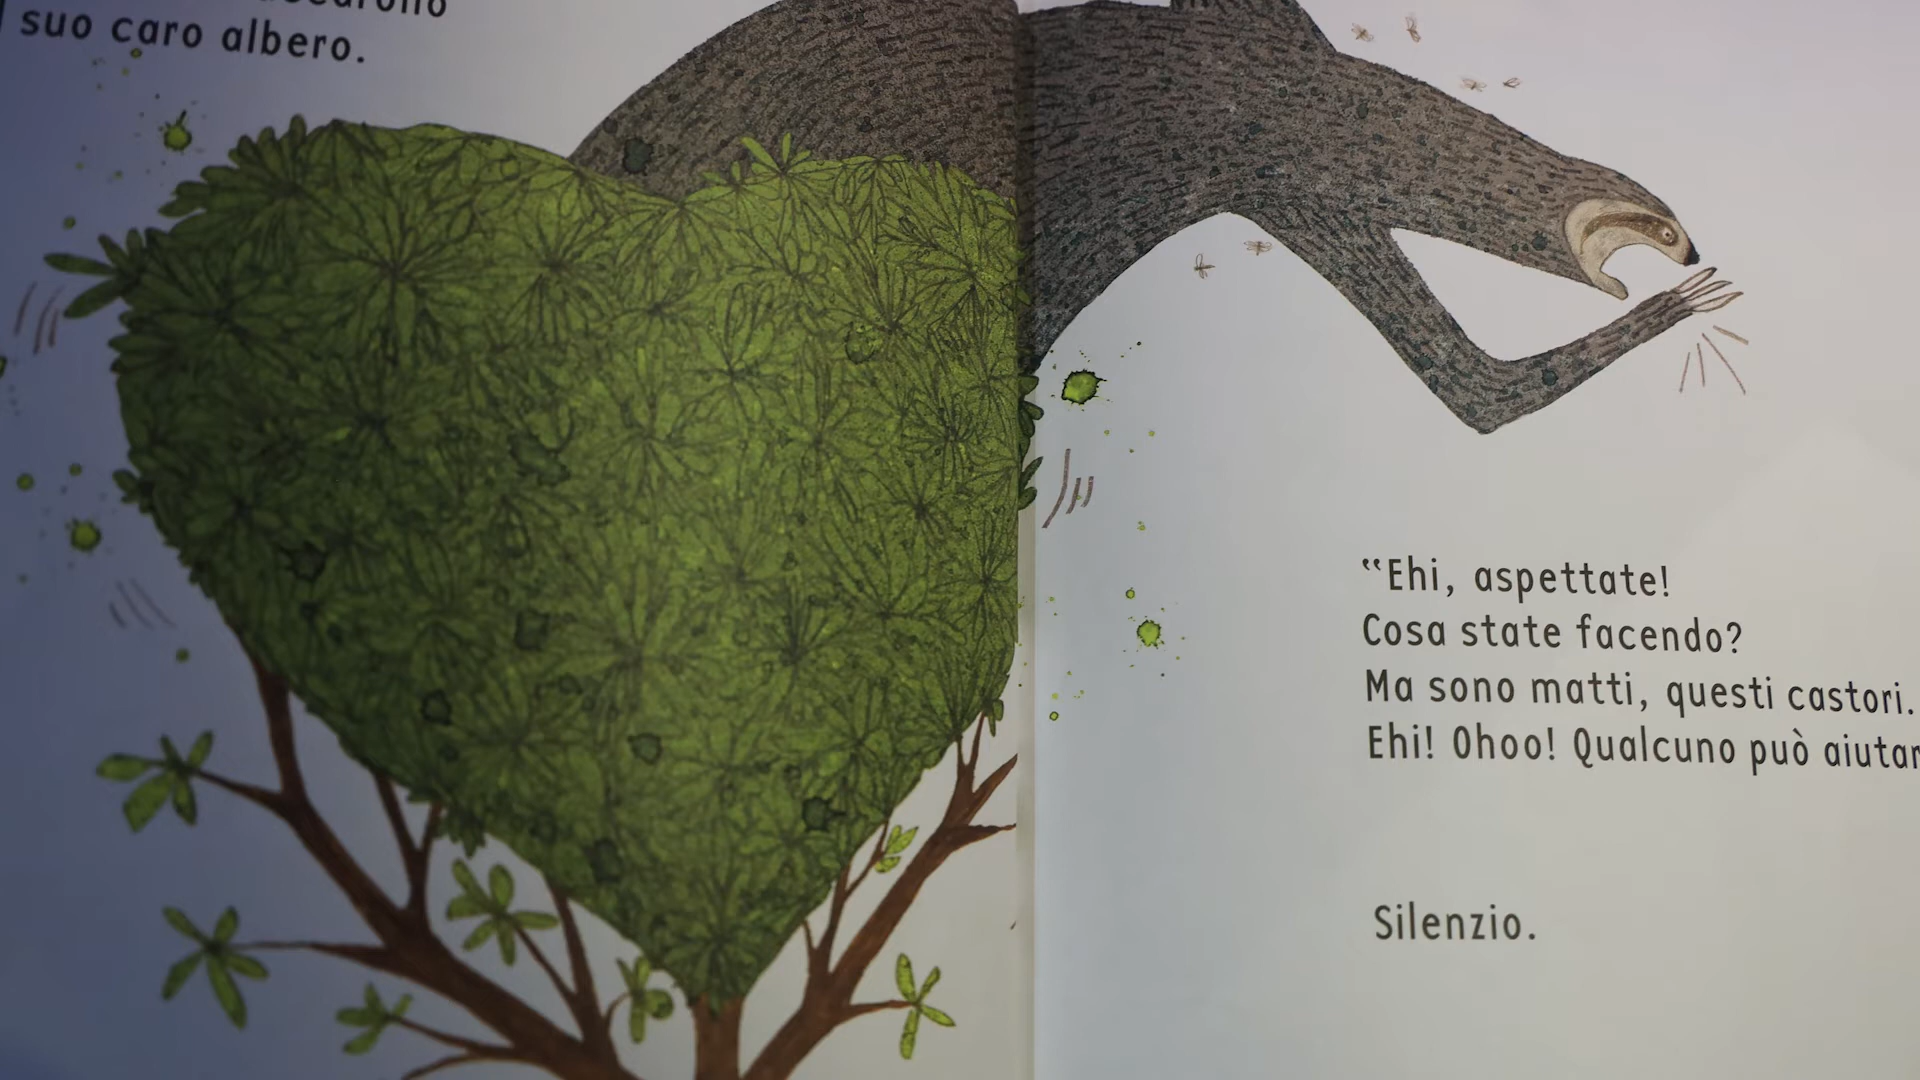 suo caro albero.
“Ehi, aspettate!
Cosa state facendo?
Ma sono matti, questi castori.
Ehi! Ohoo! Qualcuno può
Silenzio.